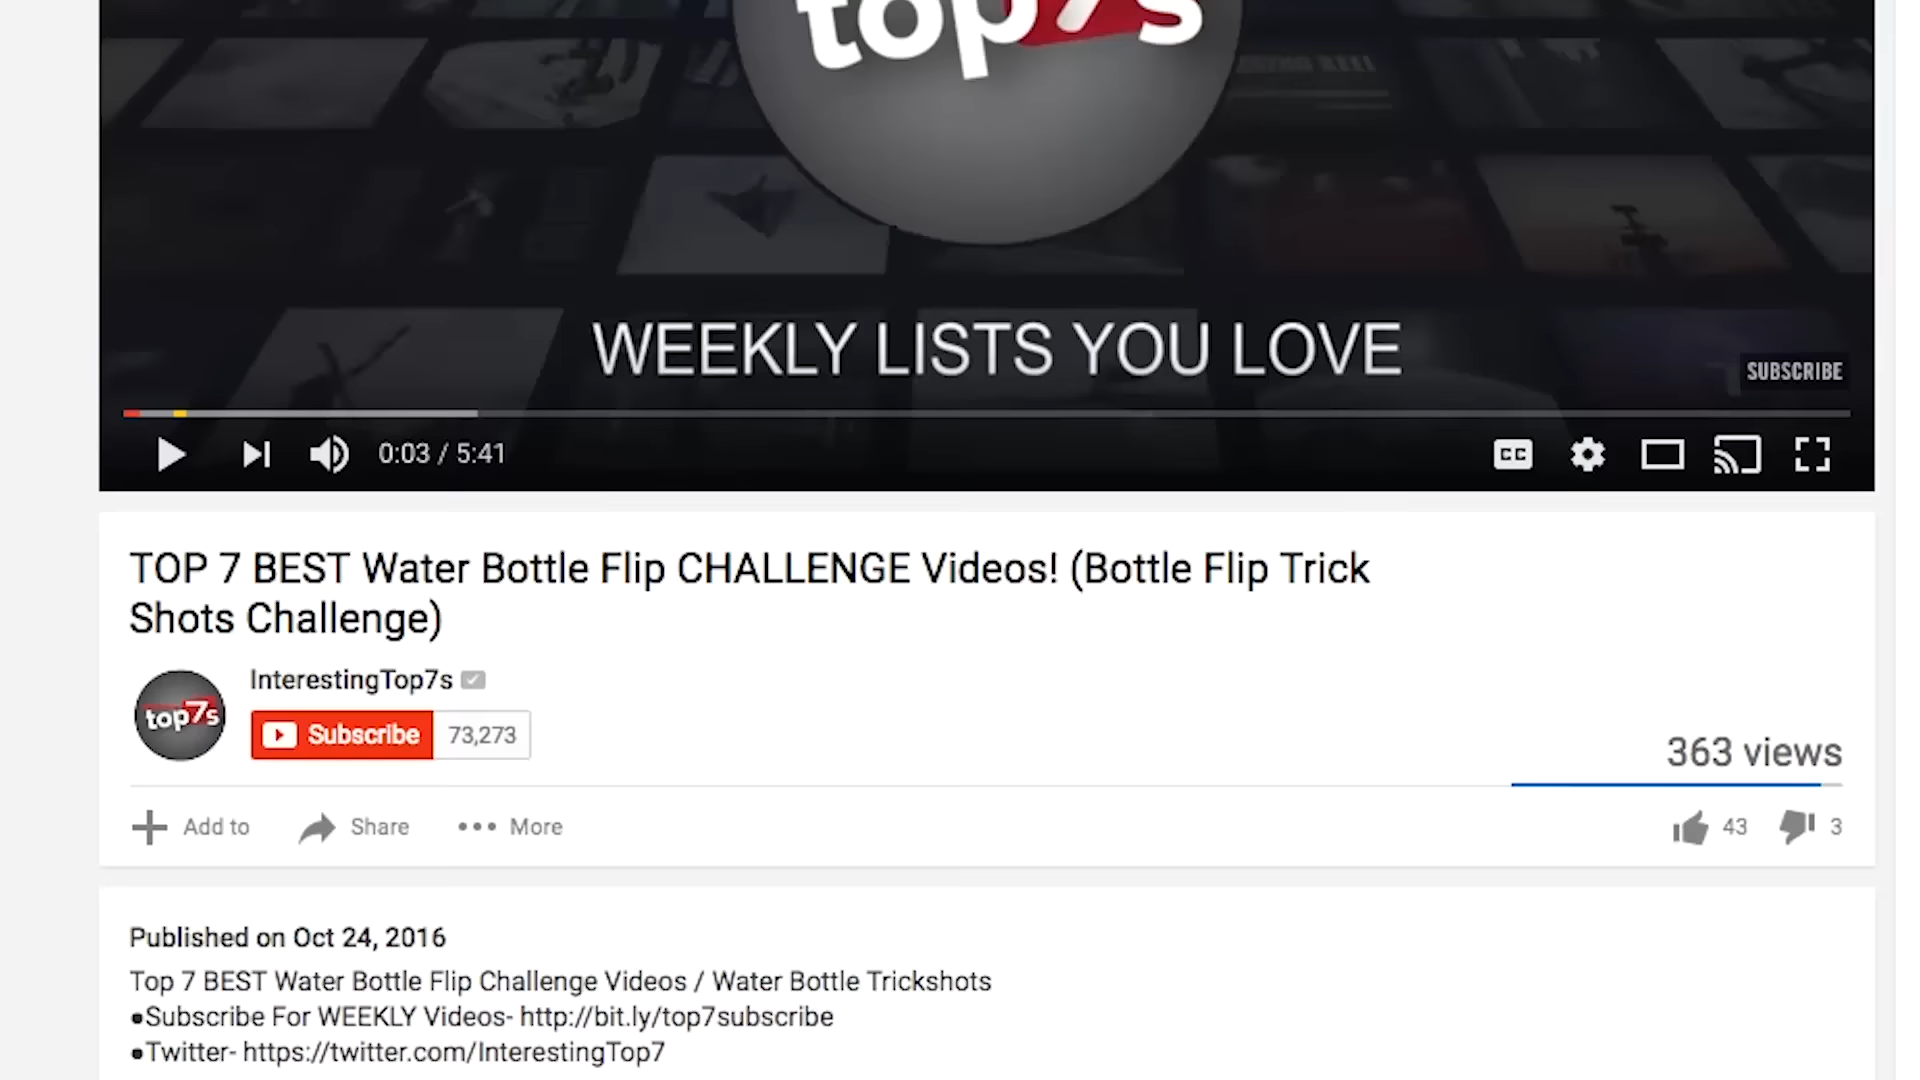 top7s
WEEKLY LISTS YOU LOVE
SUBSCRIBE
0:03 / 5:41
CC
TOP 7 BEST Water Bottle Flip CHALLENGE Videos! (Bottle Flip Trick
Shots Challenge)
top7s
InterestingTop7s
Subscribe 73,273
363 views
Add to Share More
43 3
Published on Oct 24, 2016
Top 7 BEST Water Bottle Flip Challenge Videos / Water Bottle Trickshots
●Subscribe For WEEKLY Videos- http://bit.ly/top7subscribe
●Twitter- https://twitter.com/InterestingTop7